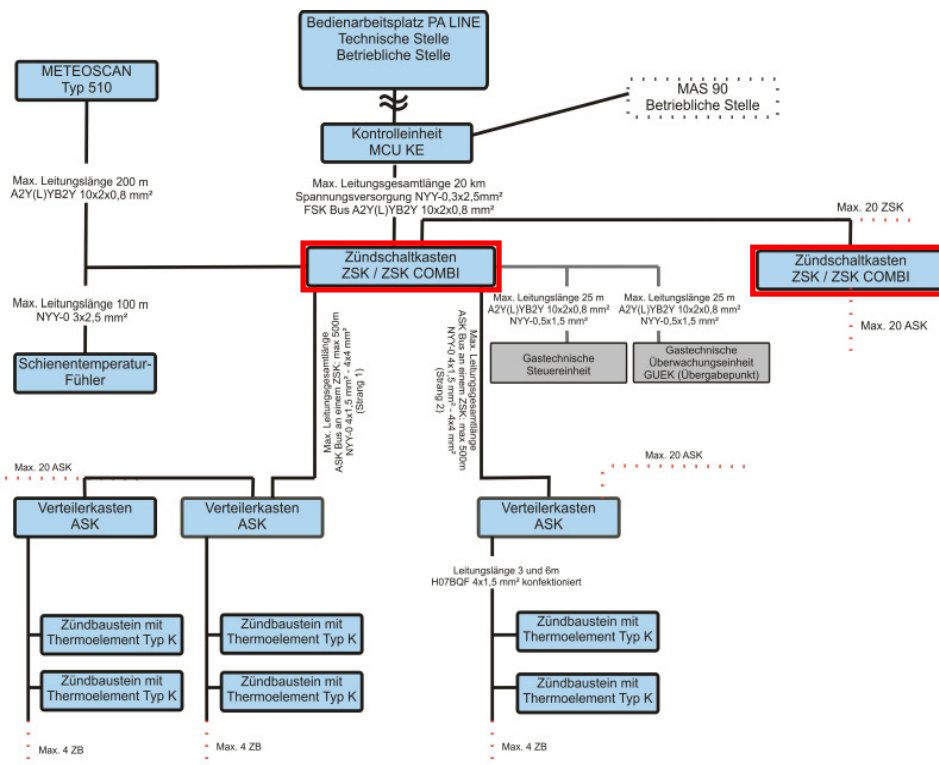 Bedienarbeitsplatz PA LINE
Technische Stelle
Betriebliche Stelle
METEOSCAN
Typ 510
MAS 90
Betriebliche Stelle
Kontrolleinheit
MCU KE
Max. Leitungslänge 200 m
A2Y(L)YB2Y 10x2x0,8 mm²
Max. Leitungsgesamtlänge 20 km
Spannungsversorgung NYY-0,3x2,5mm²
FSK Bus A2Y(L)YB2Y 10x2x0,8 mm²
Max. 20 ZSK
Zündschaltkasten
ZSK / ZSK COMBI
Zündschaltkasten
ZSK / ZSK COMBI
Max. Leitungslänge 100 m
NYY-0 3x2,5 mm²
Max. Leitungslänge 25 m
A2Y(L)YB2Y 10x2x0,8 mm²
NYY-0,5x1,5 mm²
Max. Leitungslänge 25 m
A2Y(L)YB2Y 10x2x0,8 mm²
NYY-0,5x1,5 mm²
Max. 20 ASK
Schienentemperatur-
Fühler
Max. Leitungsgesamtlänge
ASK Bus an einem ZSK: max 500m
NYY-0 4x1,5 mm² - 4x4 mm²
(Strang 1)
Max. Leitungsgesamtlänge
ASK Bus an einem ZSK: max 500m
NYY-0 4x1,5 mm² - 4x4 mm²
(Strang 2)
Gastechnische
Steuereinheit
Gastechnische
Überwachungseinheit
GUEK (Übergabepunkt)
Max. 20 ASK
Max. 20 ASK
Verteilerkasten
ASK
Verteilerkasten
ASK
Verteilerkasten
ASK
Leitungslänge 3 und 6m
H07BQF 4x1,5 mm² konfektioniert
Zündbaustein mit
Thermoelement Typ K
Zündbaustein mit
Thermoelement Typ K
Zündbaustein mit
Thermoelement Typ K
Zündbaustein mit
Thermoelement Typ K
Zündbaustein mit
Thermoelement Typ K
Zündbaustein mit
Thermoelement Typ K
Max. 4 ZB
Max. 4 ZB
Max. 4 ZB